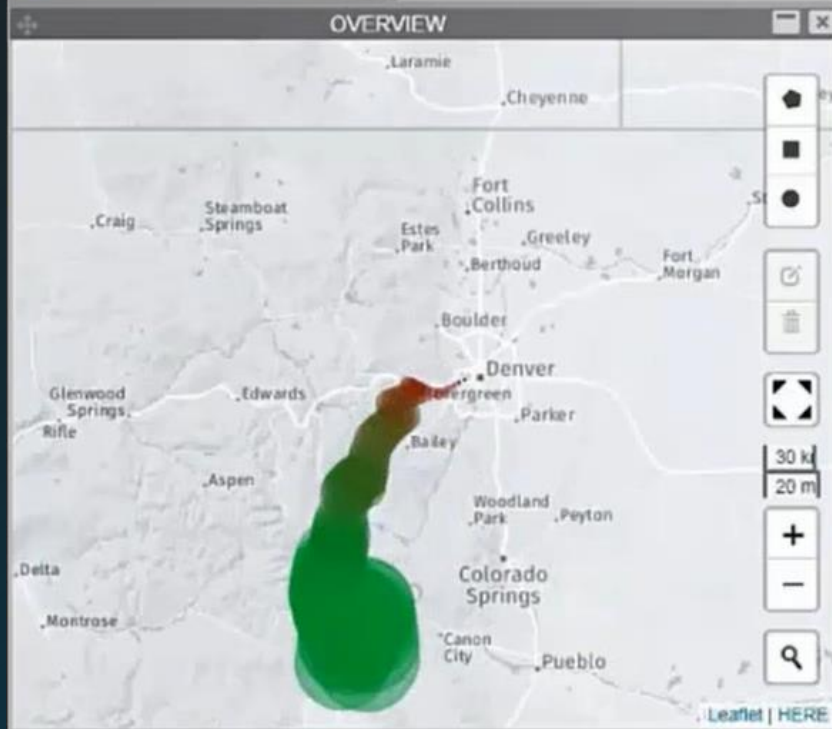 OVERVIEW
Laramie
Cheyenne
Fort
Collins
Steamboat
Springs
Craig
Estes
Park
Greeley
Berthoud
Fort
Morgan
Boulder
Denver
Evergreen
Glenwood
Springs
Edwards
Parker
Rifle
Bailey
30
Aspen
20 m
Woodland
Park
Peyton
+
Delta
Colorado
Springs
−
Montrose
Canon
City
Pueblo
Leaflet | HERE